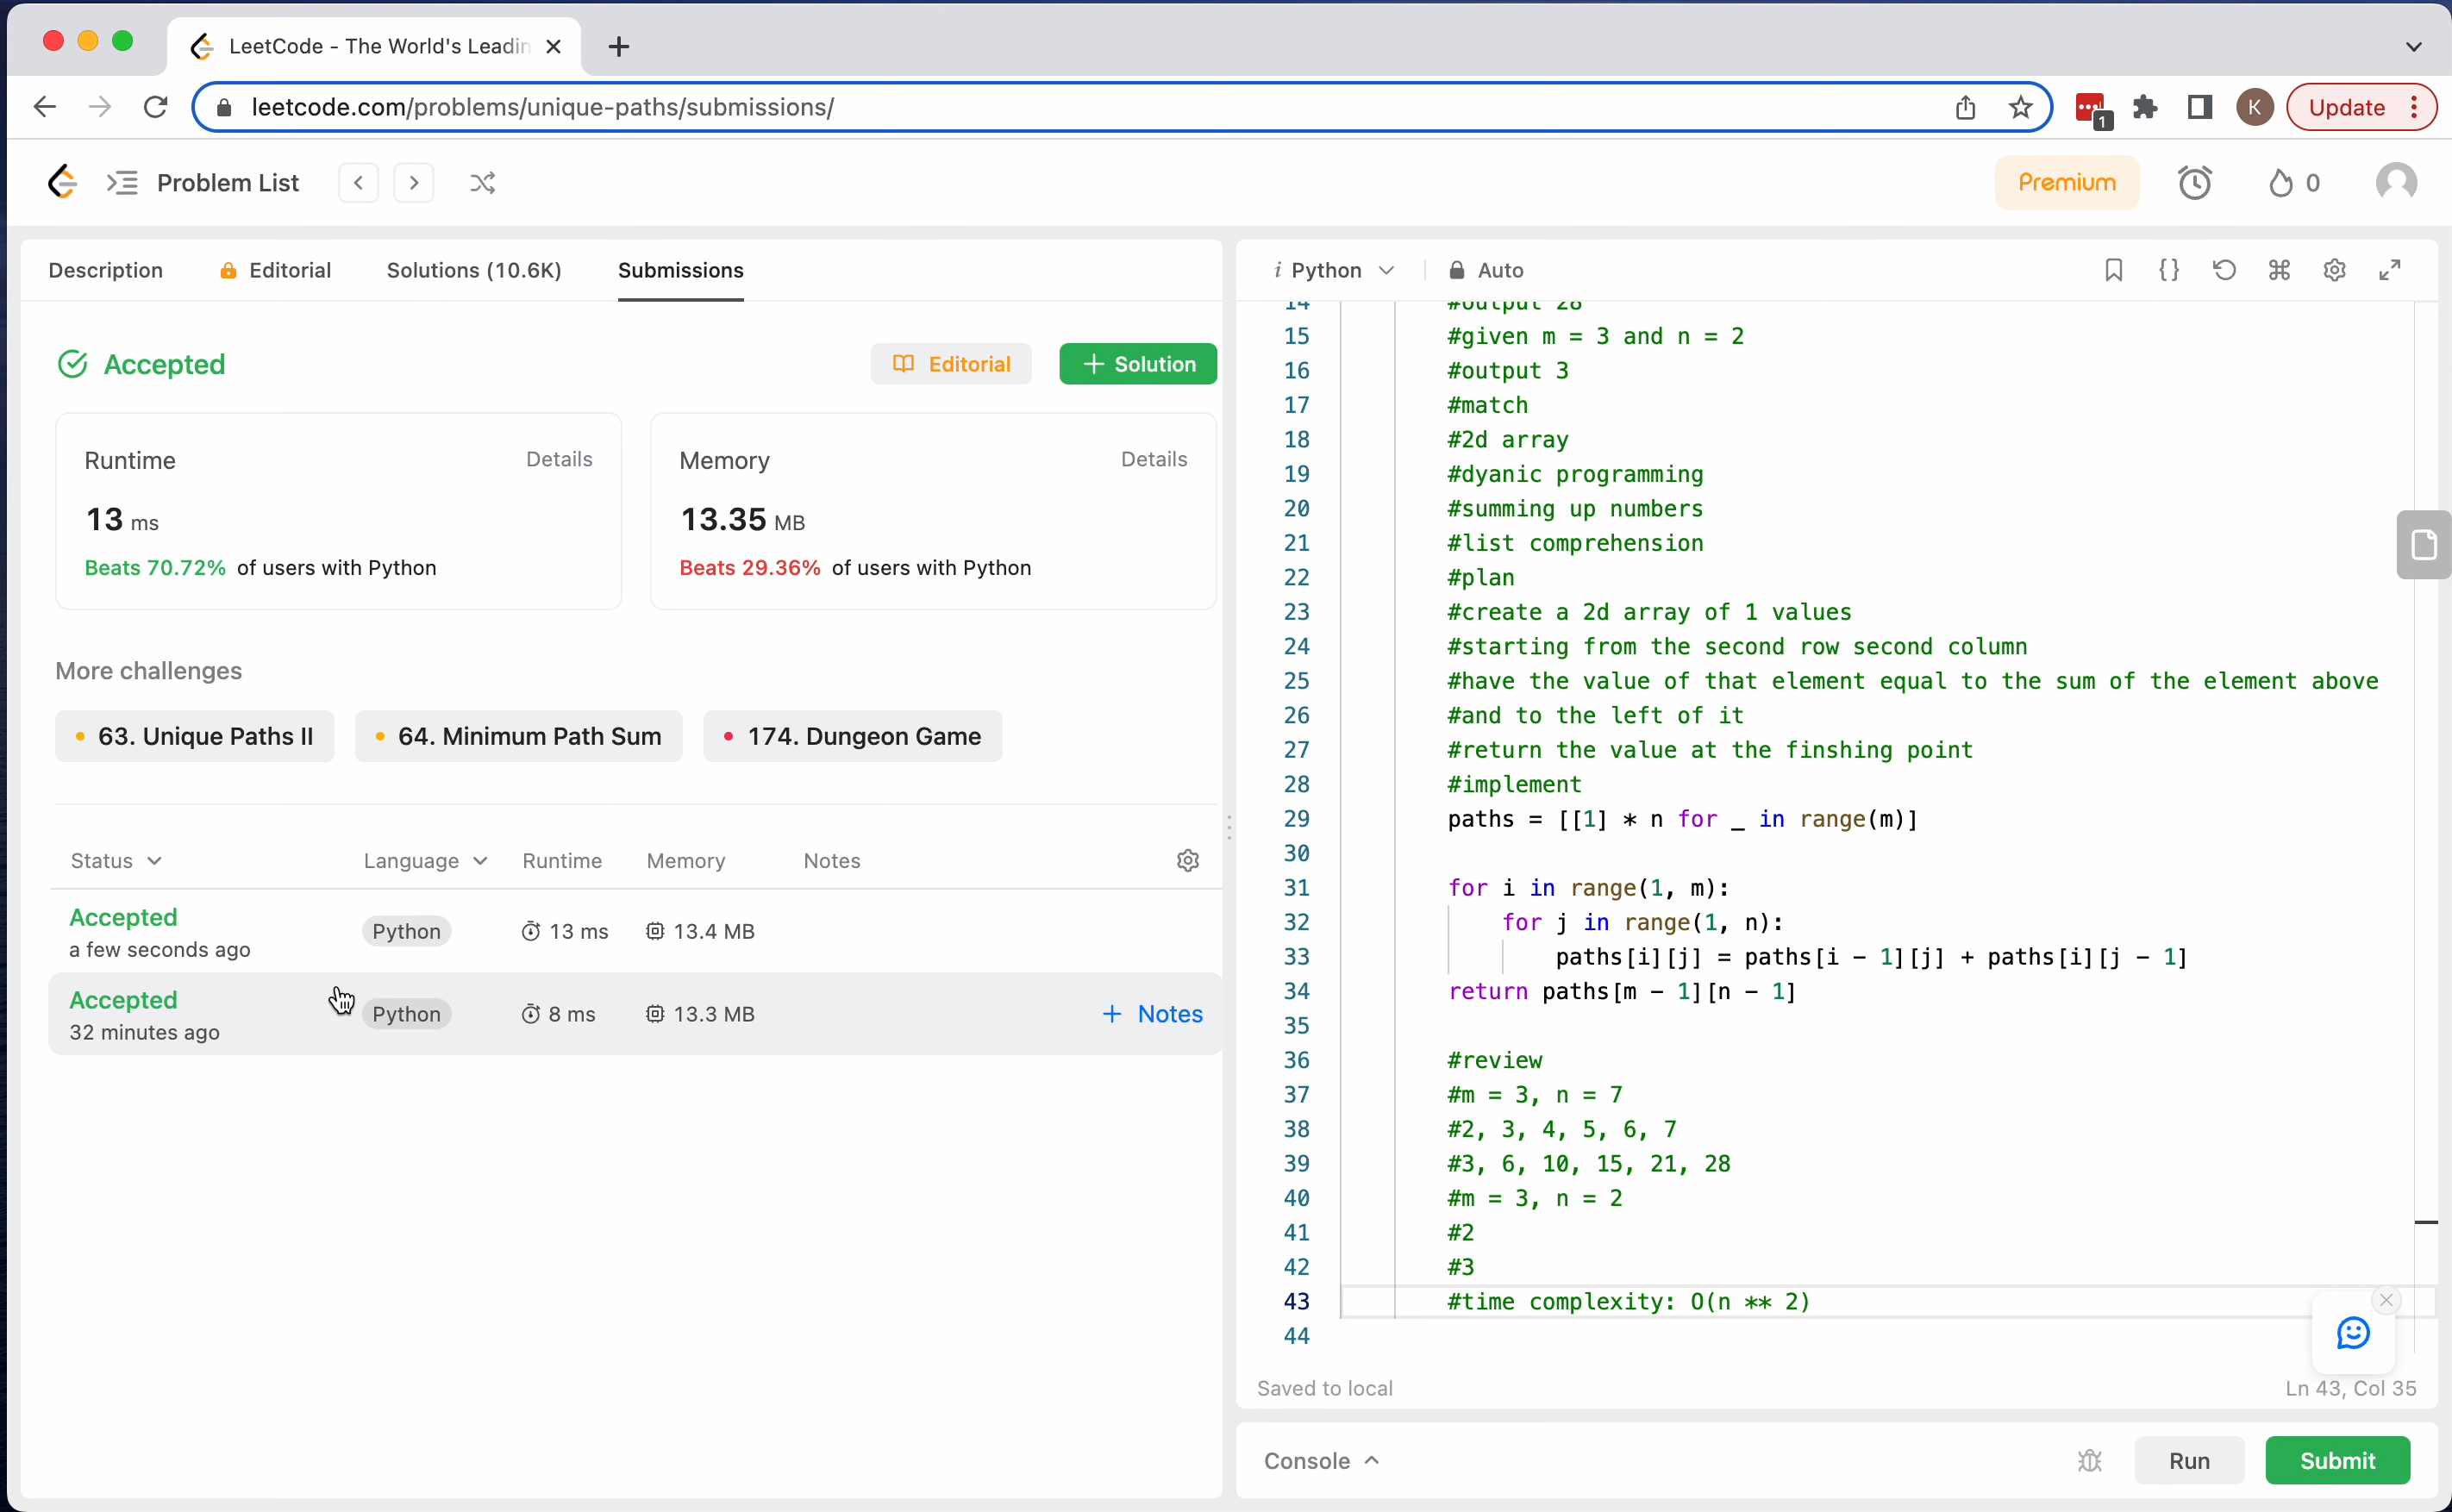 LeetCode - The World's Leadin
leetcode.com/problems/unique-paths/submissions/
1
K
Update
Problem List
Premium
0
Description
Editorial
Solutions (10.6K)
Submissions
Accepted
Editorial
+ Solution
Runtime
Details
13 ms
Beats 70.72% of users with Python
Memory
Details
13.35 MB
Beats 29.36% of users with Python
More challenges
63. Unique Paths II
64. Minimum Path Sum
174. Dungeon Game
Status
Language
Runtime
Memory
Notes
Accepted
a few seconds ago
Python
13 ms
13.4 MB
Accepted
32 minutes ago
Python
8 ms
13.3 MB
+ Notes
i Python
Auto
14 #output 28
15 #given m = 3 and n = 2
16 #output 3
17 #match
18 #2d array
19 #dyanic programming
20 #summing up numbers
21 #list comprehension
22 #plan
23 #create a 2d array of 1 values
24 #starting from the second row second column
25 #have the value of that element equal to the sum of the element above
26 #and to the left of it
27 #return the value at the finshing point
28 #implement
29 paths = [[1] * n for _ in range(m)]
30
31 for i in range(1, m):
32 for j in range(1, n):
33 paths[i][j] = paths[i - 1][j] + paths[i][j - 1]
34 return paths[m - 1][n - 1]
35
36 #review
37 #m = 3, n = 7
38 #2, 3, 4, 5, 6, 7
39 #3, 6, 10, 15, 21, 28
40 #m = 3, n = 2
41 #2
42 #3
43 #time complexity: O(n ** 2)
44
Saved to local
Ln 43, Col 35
Console
Run
Submit